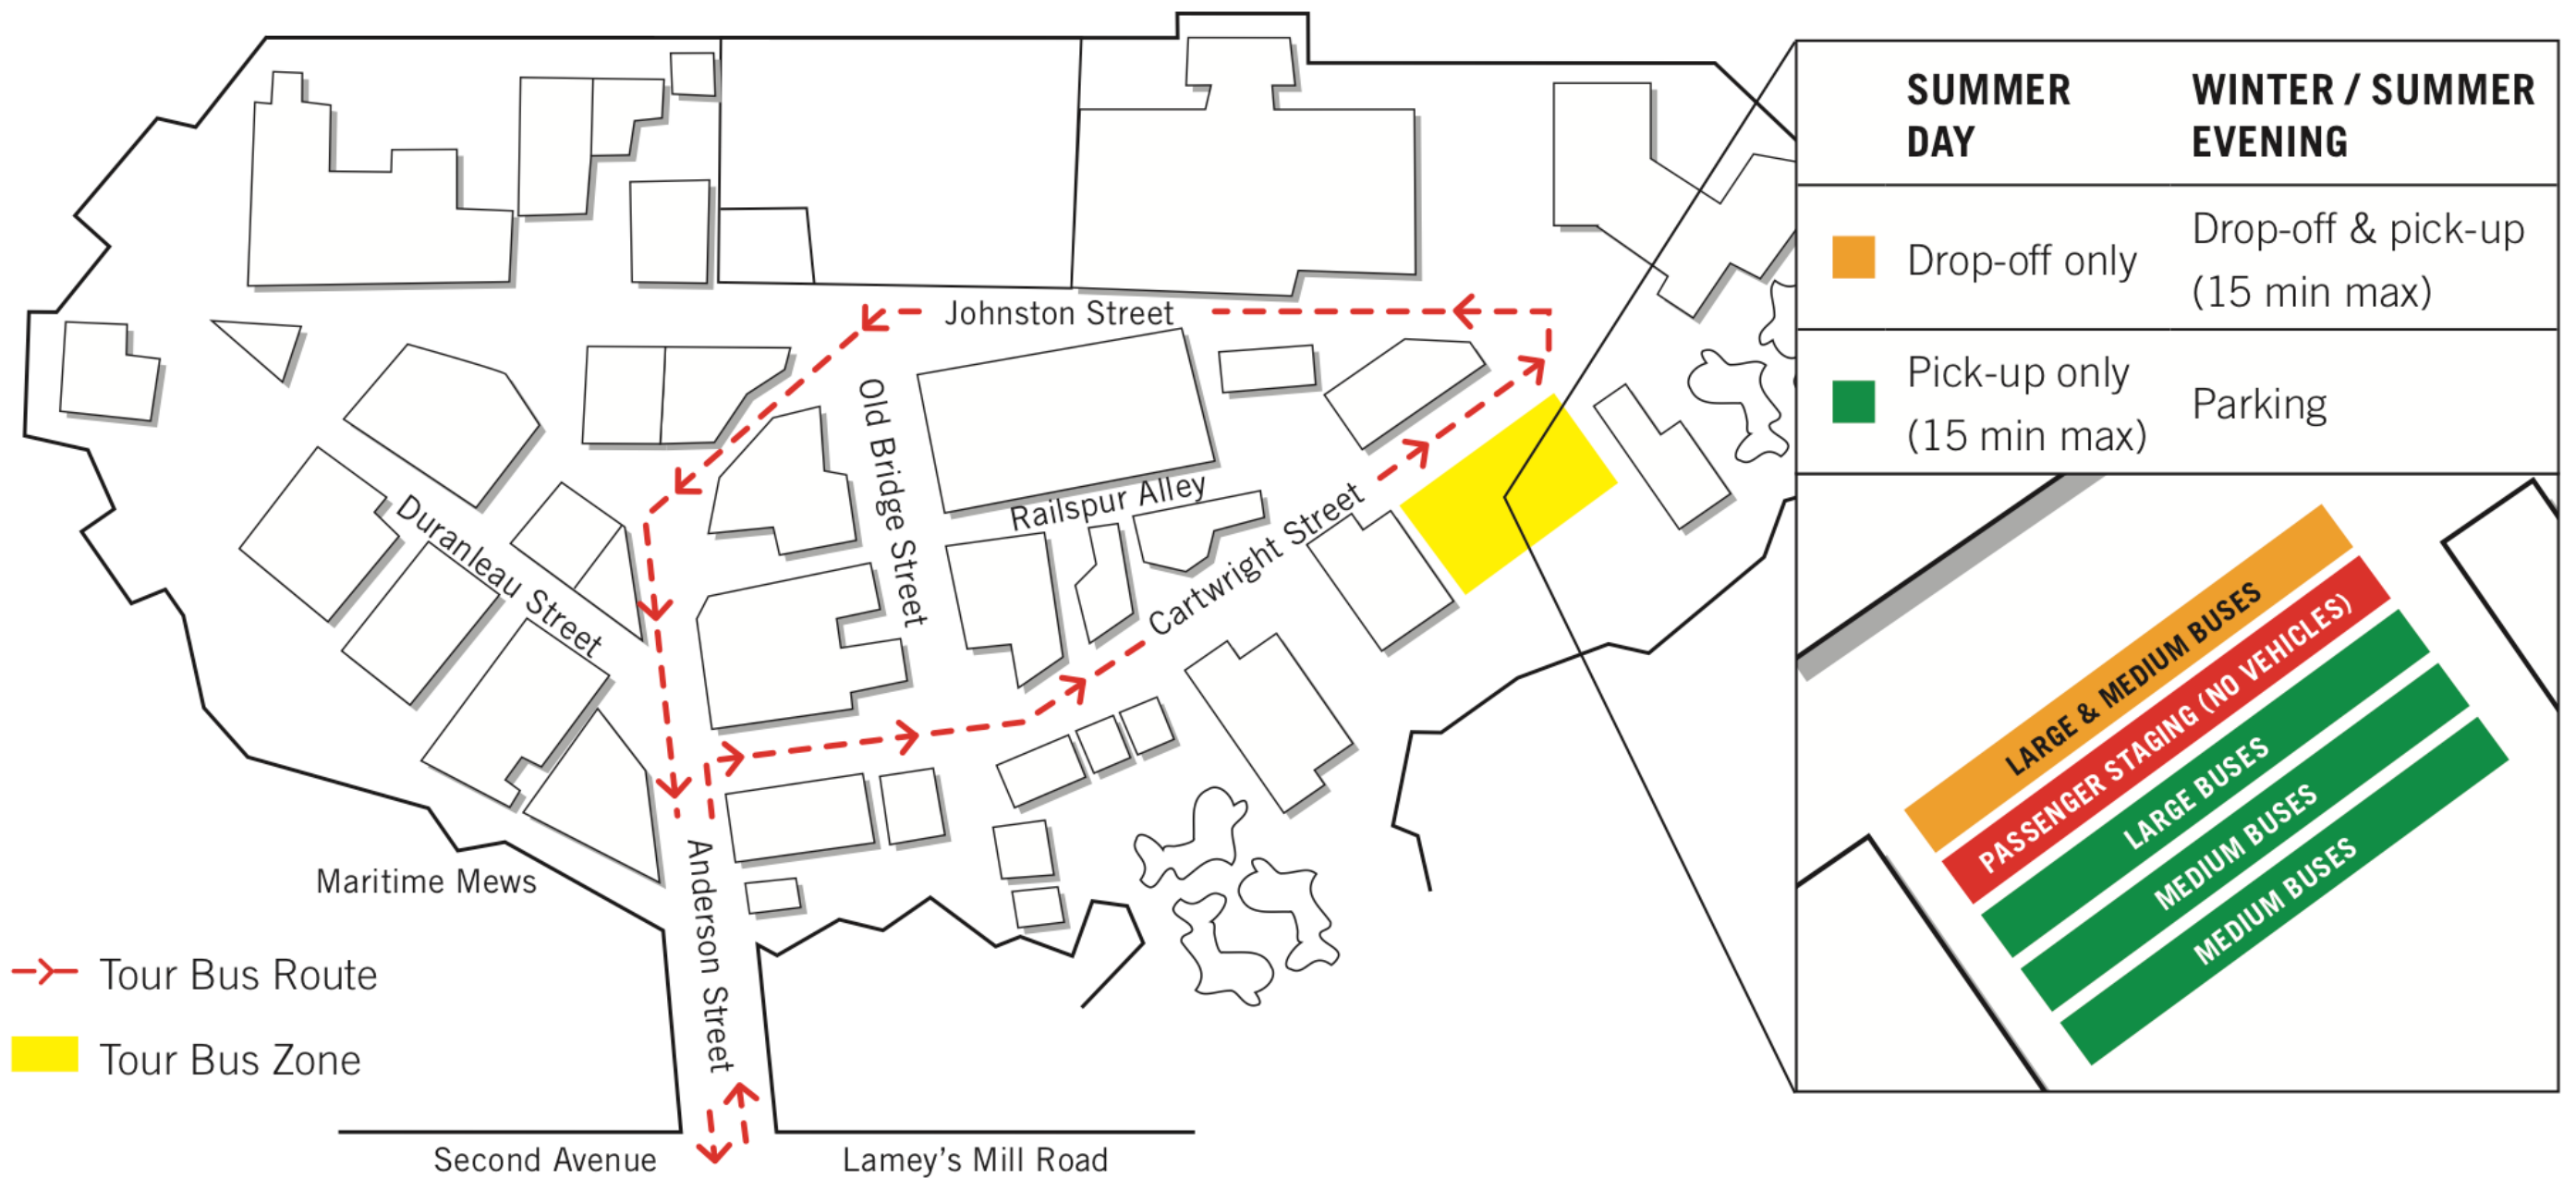 SUMMER
DAY
WINTER / SUMMER
EVENING
Drop-off only
Drop-off & pick-up
(15 min max)
Pick-up only
(15 min max)
Parking
Johnston Street
Old Bridge Street
Railspur Alley
Duranleau Street
Cartwright Street
LARGE & MEDIUM BUSES
PASSENGER STAGING (NO VEHICLES)
LARGE BUSES
MEDIUM BUSES
MEDIUM BUSES
Maritime Mews
Anderson Street
Tour Bus Route
Tour Bus Zone
Second Avenue
Lamey's Mill Road